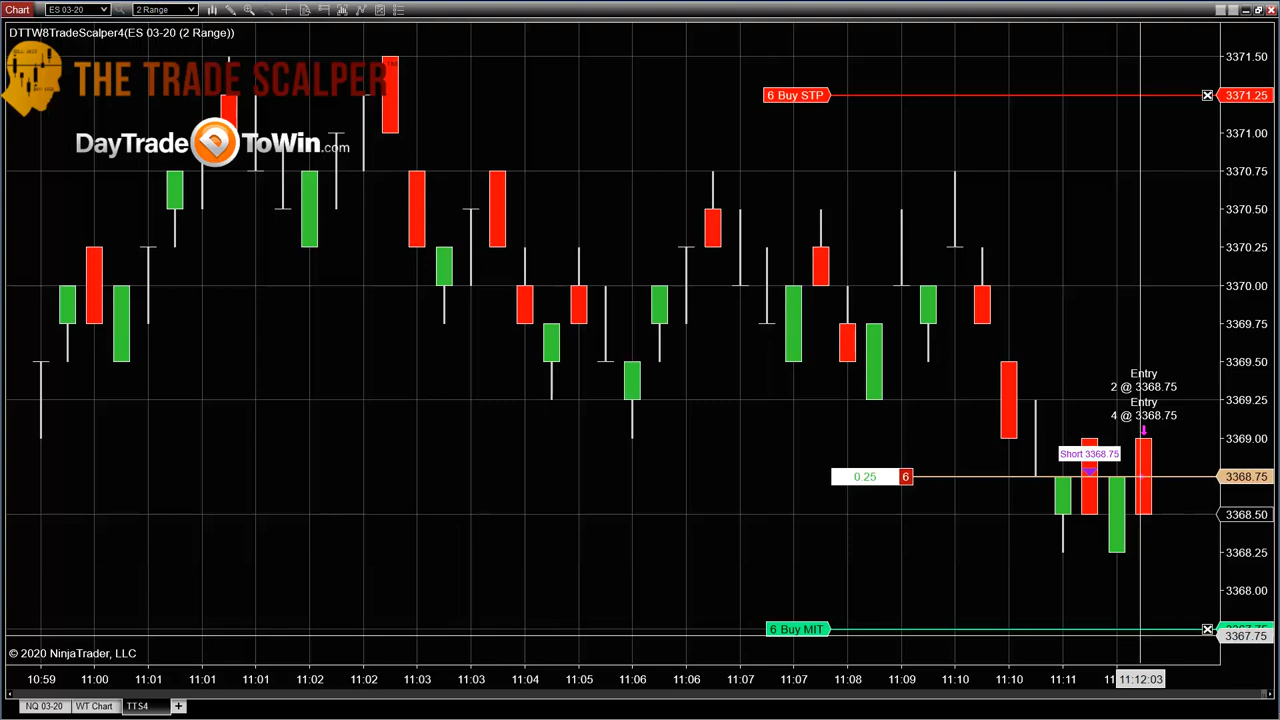 Chart ES 03-20 2 Range
DTTW8TradeScalper4(ES 03-20 (2 Range))
THE TRADE SCALPER™
DayTrade D ToWin.com
6 Buy STP
3371.50
3371.25
3371.00
3370.75
3370.50
3370.25
3370.00
3369.75
3369.50
3369.25
3369.00
3368.75
3368.50
3368.25
3368.00
3367.75
Entry
2 @ 3368.75
Entry
4 @ 3368.75
Short 3368.75
0.25 6
6 Buy MIT
© 2020 NinjaTrader, LLC
10:59 11:00 11:01 11:01 11:01 11:02 11:02 11:03 11:03 11:04 11:05 11:06 11:06 11:07 11:07 11:08 11:09 11:10 11:10 11:11 11:12:03
NQ 03-20 WT Chart TTS4 +